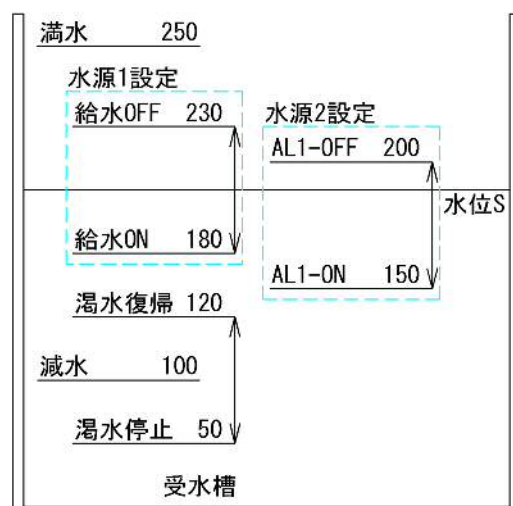 満水 250
水源1設定
給水OFF 230
水源2設定
AL1-OFF 200
水位S
給水ON 180
AL1-ON 150
渇水復帰 120
減水 100
渇水停止 50
受水槽